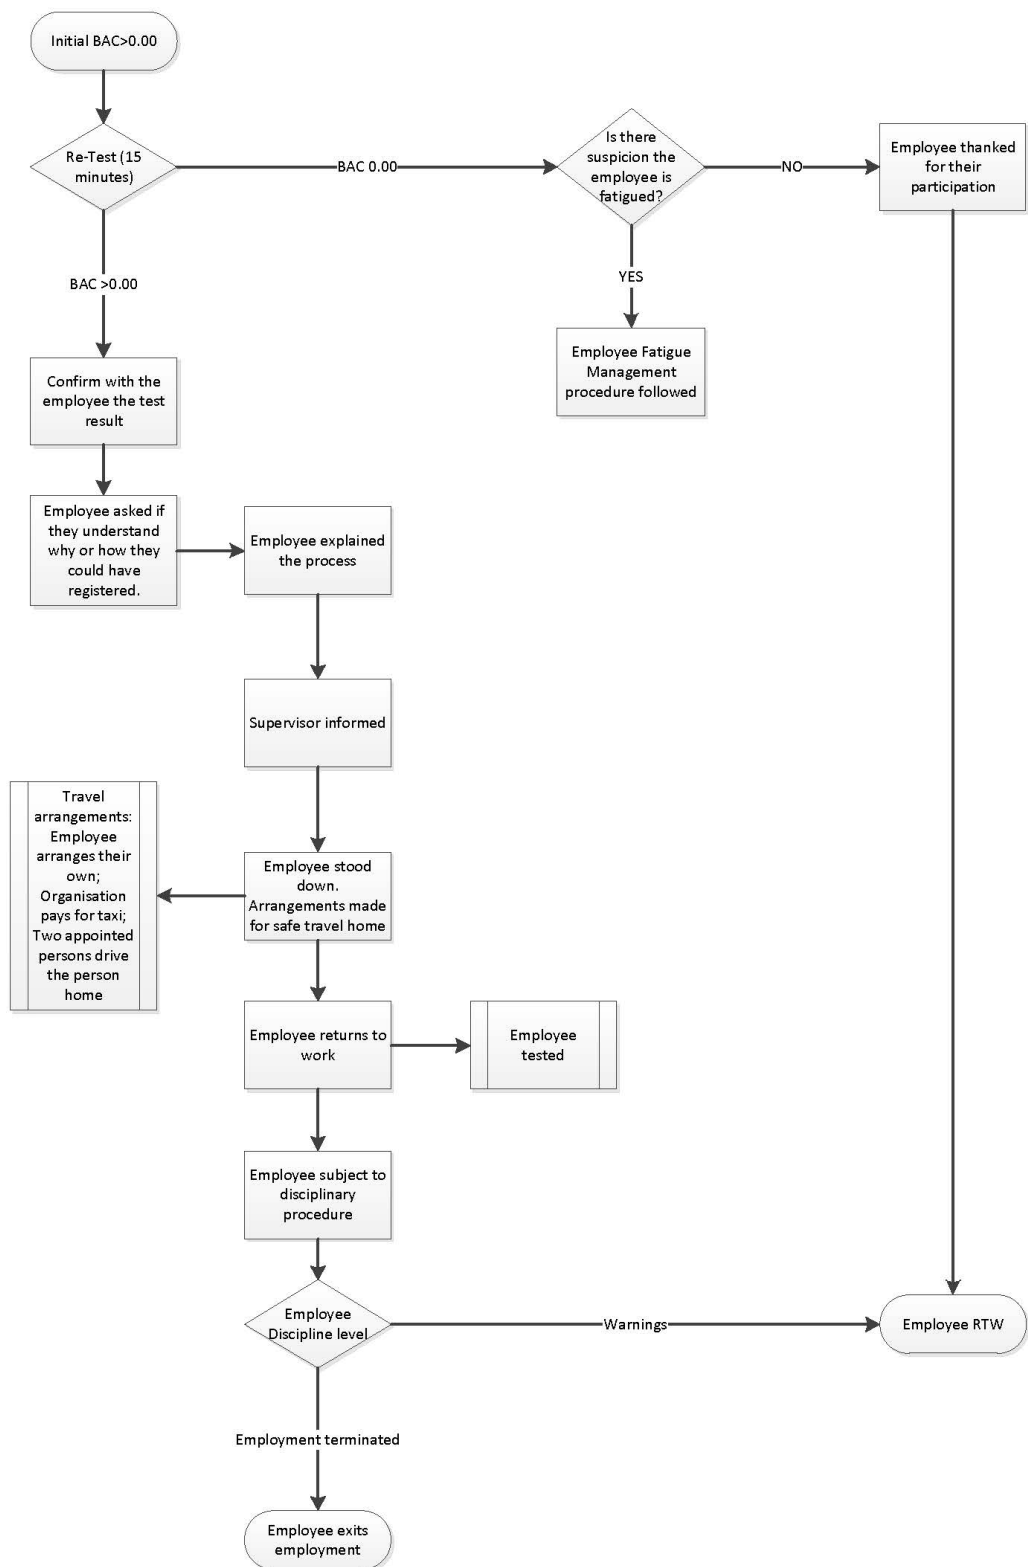 Initial BAC>0.00
Re-Test (15
minutes)
BAC 0.00
Is there
suspicion the
employee is
fatigued?
NO
Employee thanked
for their
participation
BAC >0.00
YES
Employee Fatigue
Management
procedure followed
Confirm with the
employee the test
result
Employee asked if
they understand
why or how they
could have
registered.
Employee explained
the process
Supervisor informed
Travel
arrangements:
Employee
arranges their
own;
Organisation
pays for taxi;
Two appointed
persons drive
the person
home
Employee stood
down.
Arrangements made
for safe travel home
Employee returns to
work
Employee
tested
Employee subject to
disciplinary
procedure
Employee
Discipline level
Warnings
Employee RTW
Employment terminated
Employee exits
employment